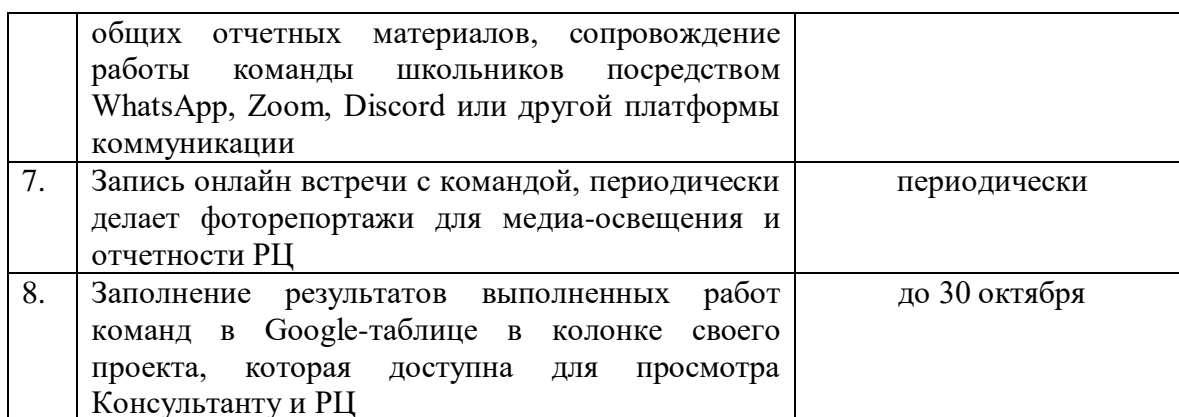 общих отчетных материалов, сопровождение
работы команды школьников посредством
WhatsApp, Zoom, Discord или другой платформы
коммуникации
7. Запись онлайн встречи с командой, периодически периодически
делает фоторепортажи для медиа-освещения и
отчетности РЦ
8. Заполнение результатов выполненных работ до 30 октября
команд в Google-таблице в колонке своего
проекта, которая доступна для просмотра
Консультанту и РЦ